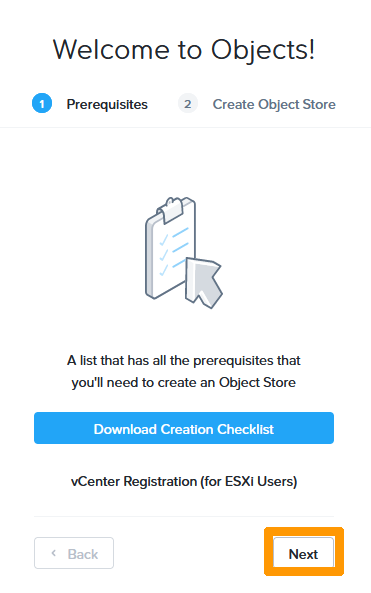 Welcome to Objects!
1 Prerequisites 2 Create Object Store
A list that has all the prerequisites that
you'll need to create an Object Store
Download Creation Checklist
vCenter Registration (for ESXi Users)
Back Next